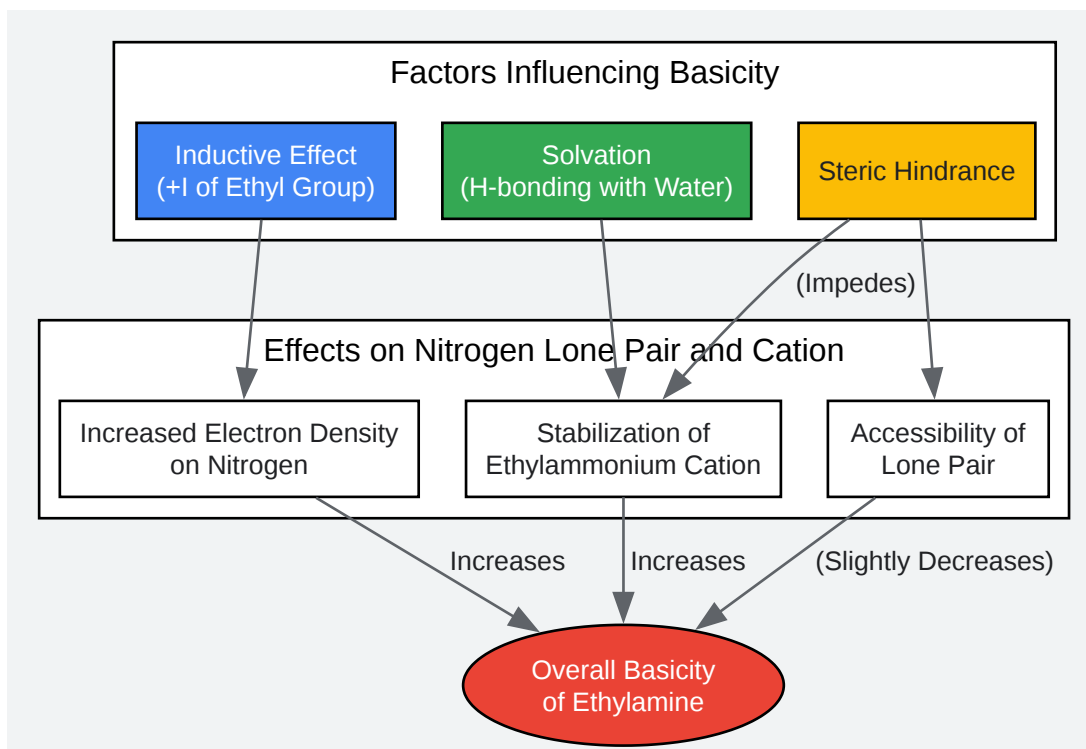 Factors Influencing Basicity
Inductive Effect
(+I of Ethyl Group)
Solvation
(H-bonding with Water)
Steric Hindrance
(Impedes)
Effects on Nitrogen Lone Pair and Cation
Increased Electron Density
on Nitrogen
Stabilization of
Ethylammonium Cation
Accessibility of
Lone Pair
Increases
Increases
(Slightly Decreases)
Overall Basicity
of Ethylamine